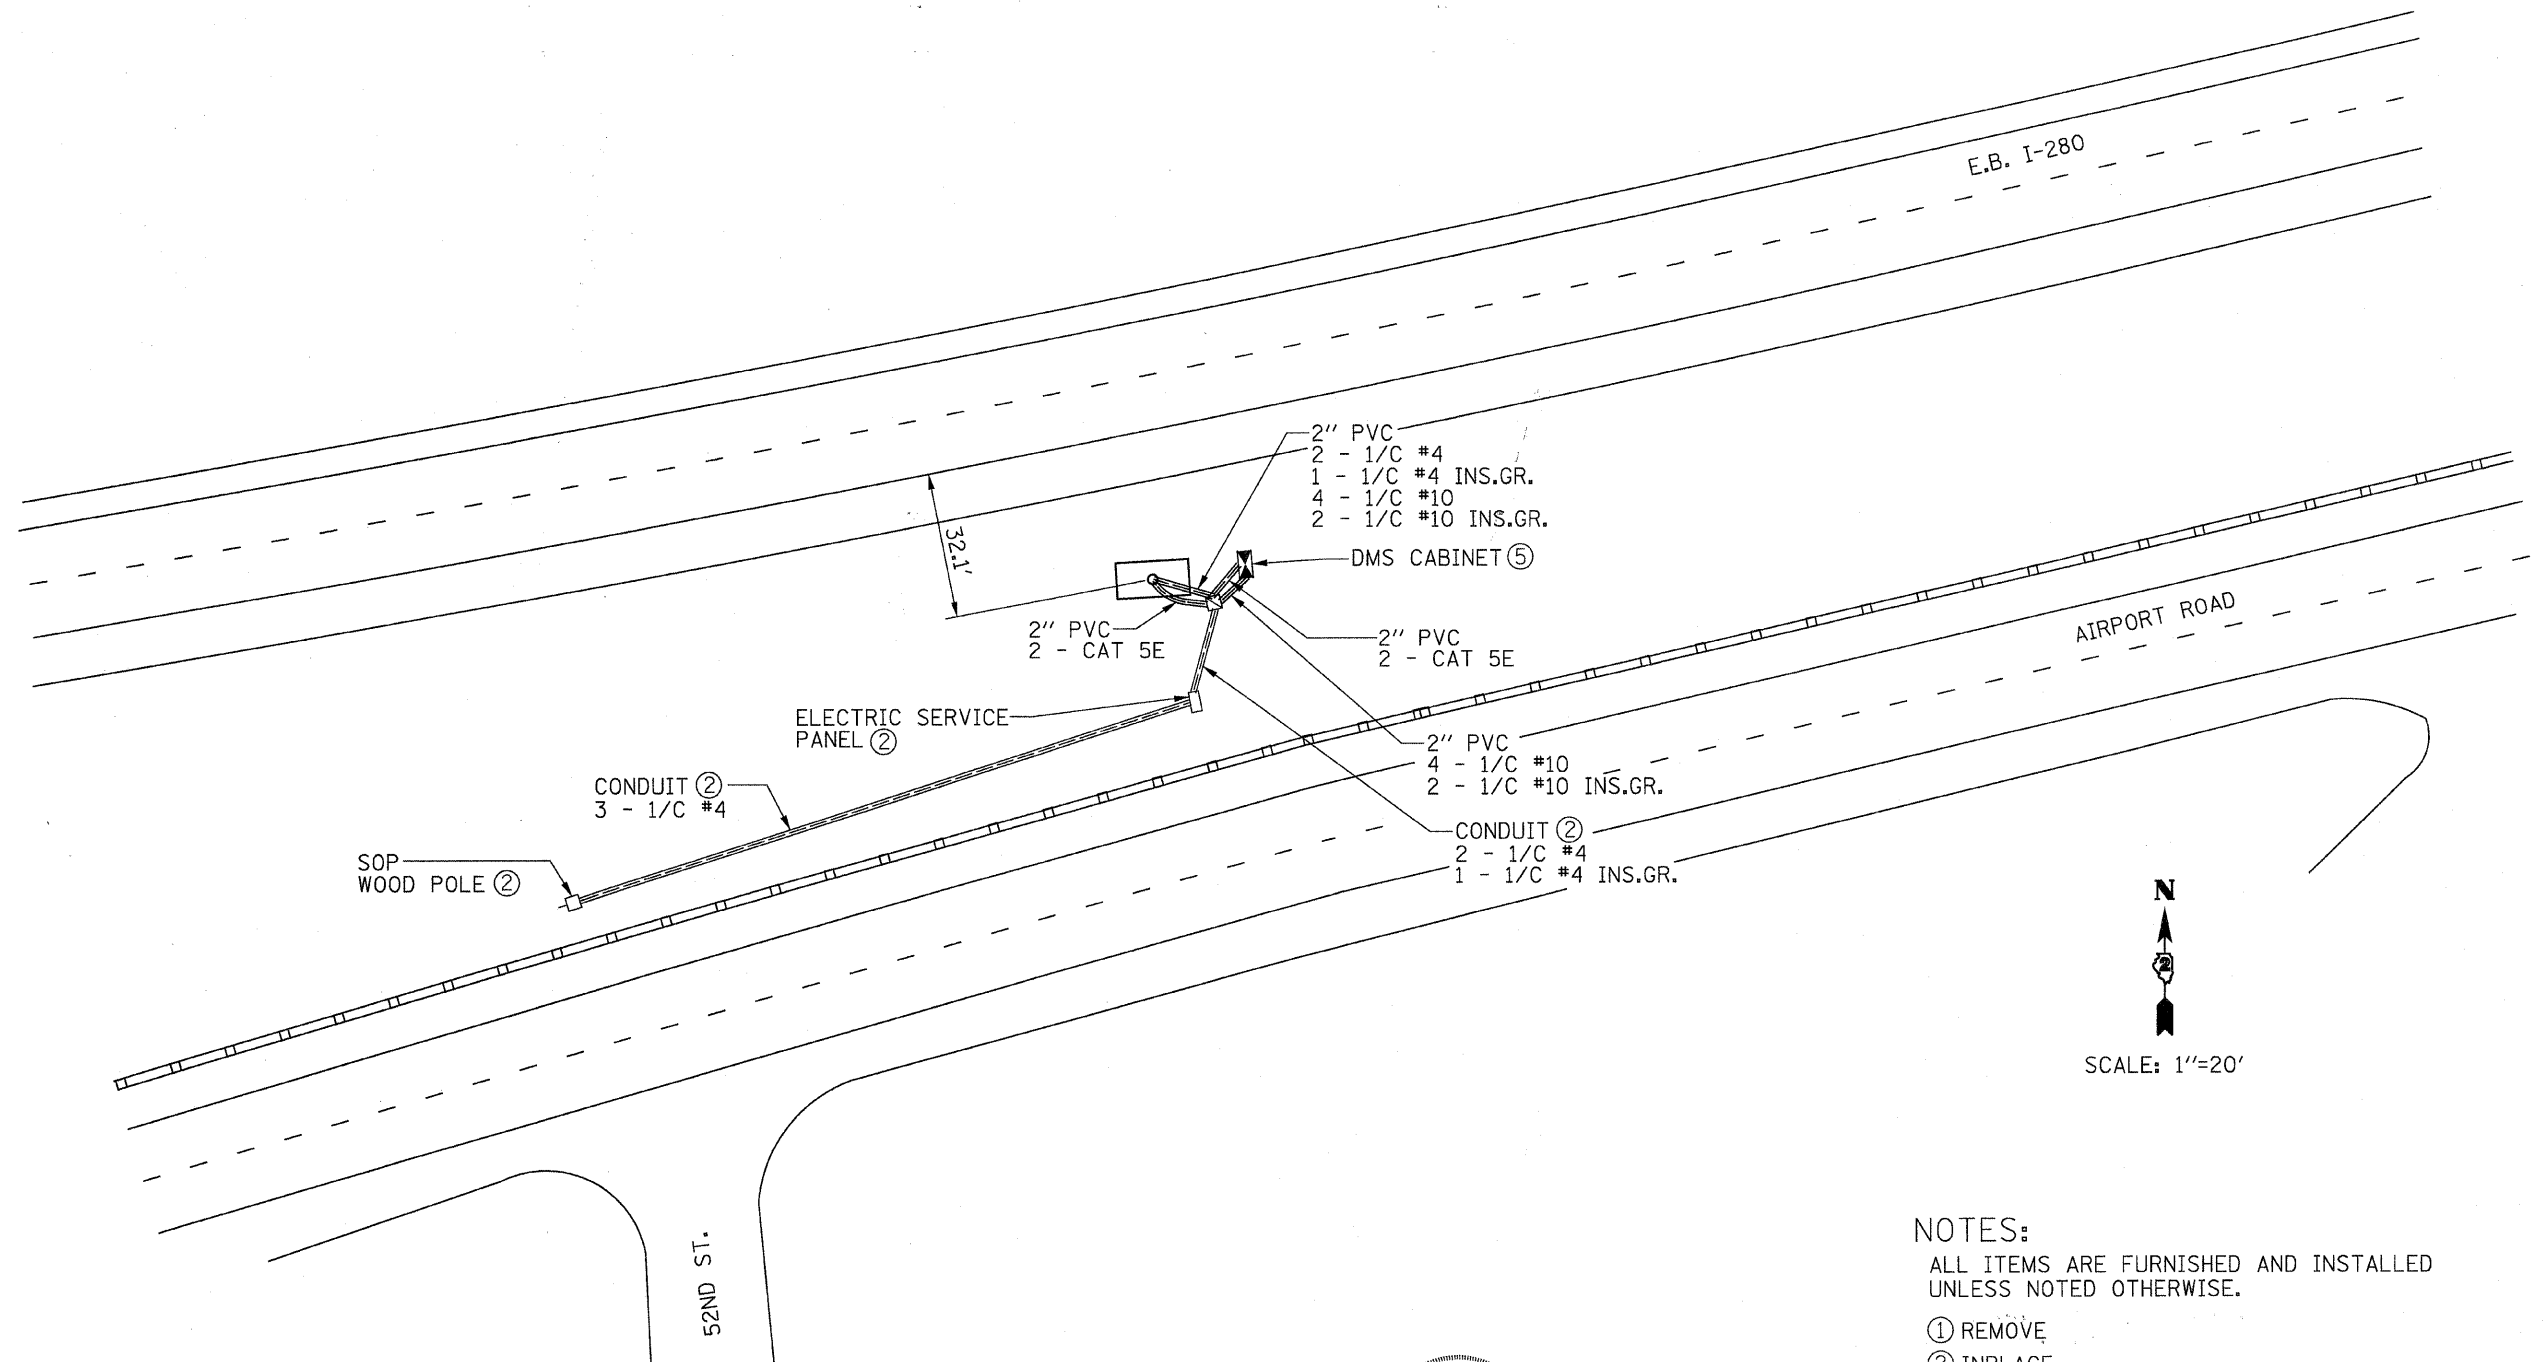 E.B. I-280
2" PVC
2 - 1/C #4
1 - 1/C #4 INS.GR.
4 - 1/C #10
2 - 1/C #10 INS.GR.
32.1'
DMS CABINET ⑤
2" PVC
2 - CAT 5E
2" PVC
2 - CAT 5E
AIRPORT ROAD
ELECTRIC SERVICE
PANEL ②
2" PVC
4 - 1/C #10
2 - 1/C #10 INS.GR.
CONDUIT ②
3 - 1/C #4
CONDUIT ②
2 - 1/C #4
1 - 1/C #4 INS.GR.
SOP
WOOD POLE ②
N
2
SCALE: 1"=20'
52ND ST.
NOTES:
ALL ITEMS ARE FURNISHED AND INSTALLED
UNLESS NOTED OTHERWISE.
① REMOVE
② INPLACE